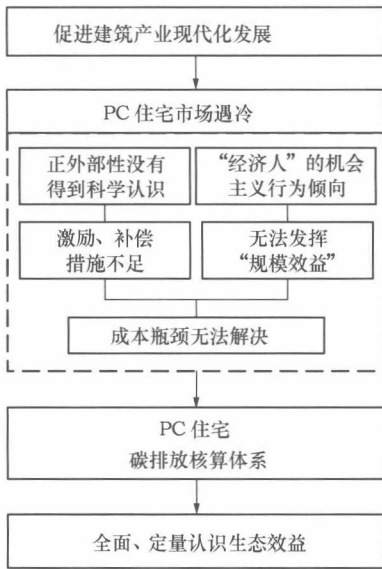 促进建筑产业现代化发展
PC 住宅市场遇冷
正外部性没有
得到科学认识
“经济人”的机会
主义行为倾向
激励、补偿
措施不足
无法发挥
“规模效益”
成本瓶颈无法解决
PC 住宅
碳排放核算体系
全面、定量认识生态效益